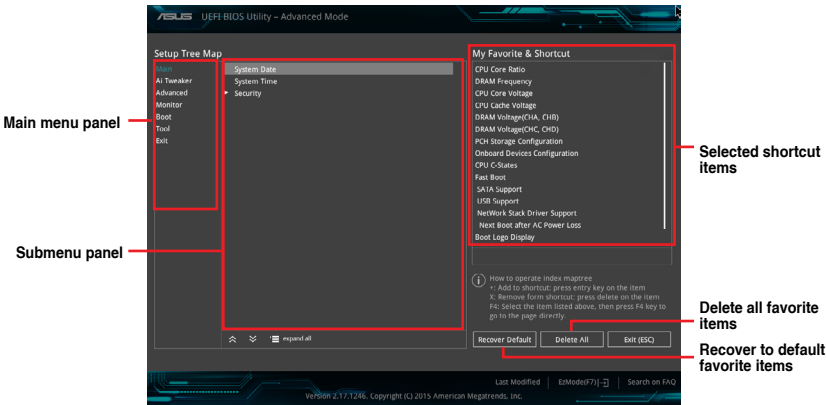 ASUS UEFI BIOS Utility – Advanced Mode
Setup Tree Map
Main
Ai Tweaker
Advanced
Monitor
Boot
Tool
Exit
System Date
System Time
Security
expand all
My Favorite & Shortcut
CPU Core Ratio
DRAM Frequency
CPU Core Voltage
CPU Cache Voltage
DRAM Voltage(CHA, CHB)
DRAM Voltage(CHC, CHD)
PCH Storage Configuration
Onboard Devices Configuration
CPU C-States
Fast Boot
SATA Support
USB Support
NetWork Stack Driver Support
Next Boot after AC Power Loss
Boot Logo Display
How to operate index maptree
+: Add to shortcut: press entry key on the item
X: Remove form shortcut: press delete on the item
F4: Select the item listed above, then press F4 key to
go to the page directly.
Recover Default
Delete All
Exit (ESC)
Last Modified
EzMode(F7)
Search on FAQ
Version 2.17.1246. Copyright (C) 2015 American Megatrends, Inc.
Main menu panel
Submenu panel
Selected shortcut
items
Delete all favorite
items
Recover to default
favorite items